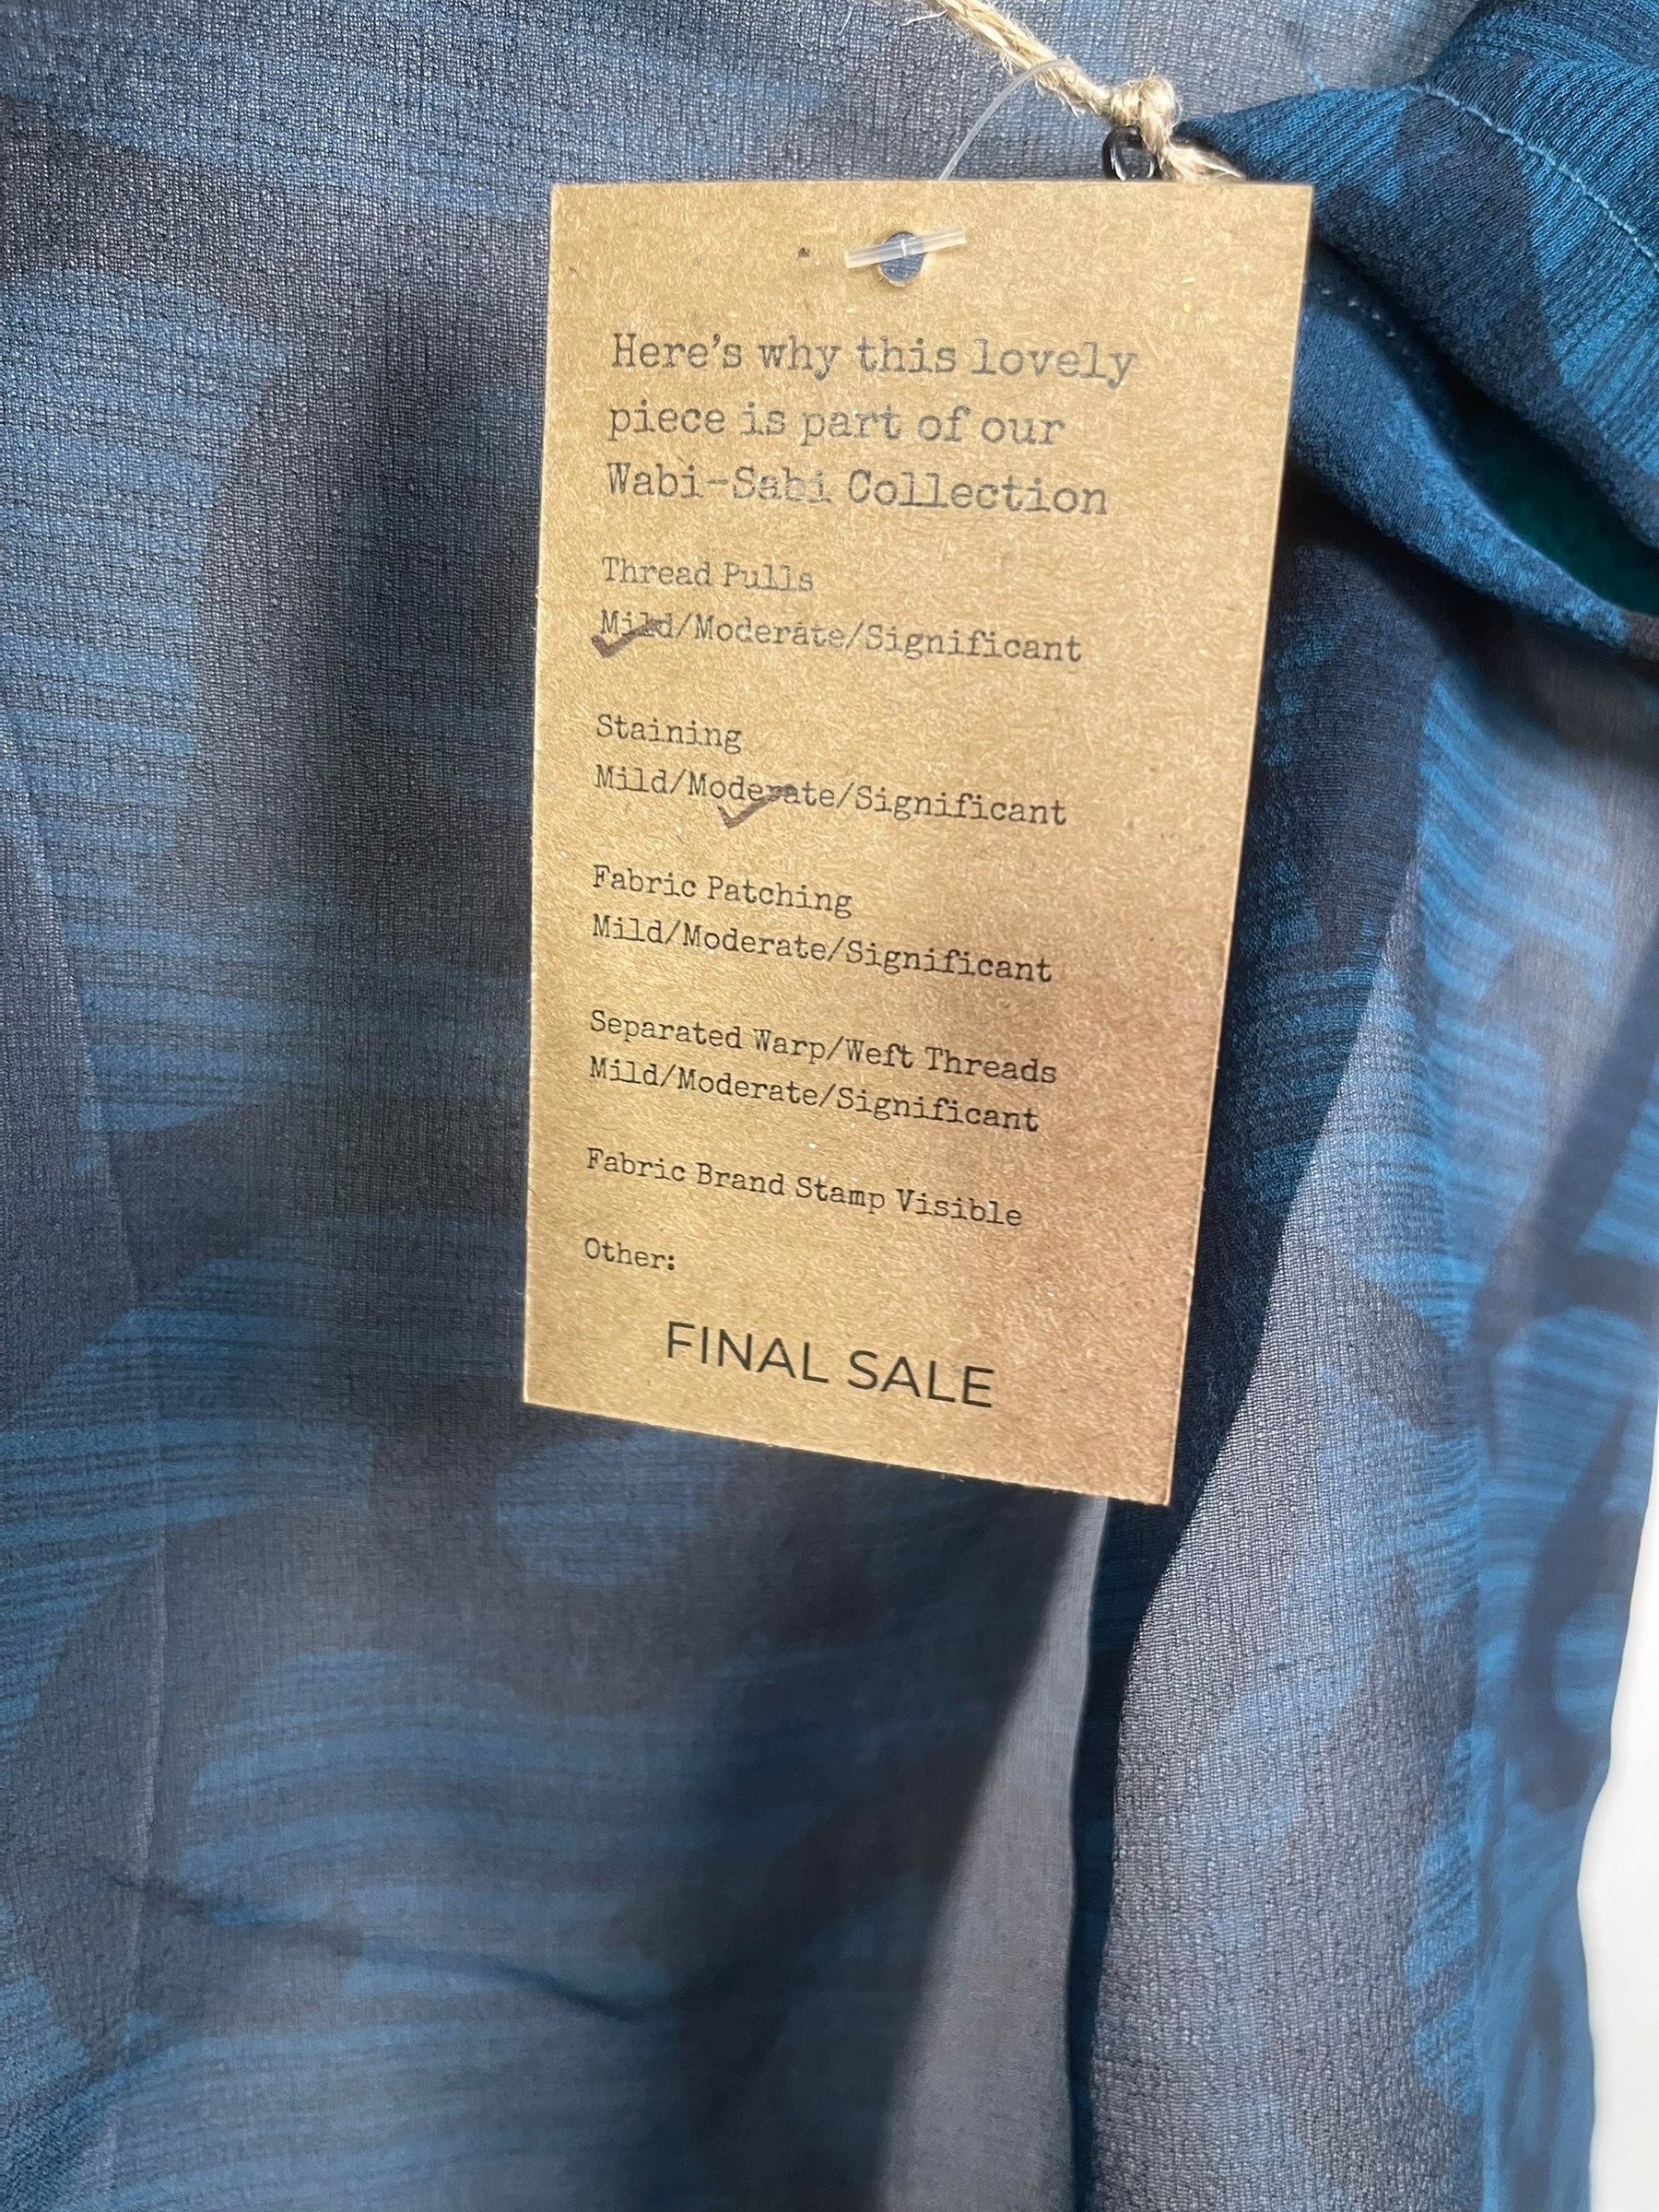 Here's why this lovely
piece is part of our
Wabi-Sabi Collection
Thread Pulls
Mild/Moderate/Significant
Staining
Mild/Moderate/Significant
Fabric Patching
Mild/Moderate/Significant
Separated Warp/Weft Threads
Mild/Moderate/Significant
Fabric Brand Stamp Visible
Other:
FINAL SALE